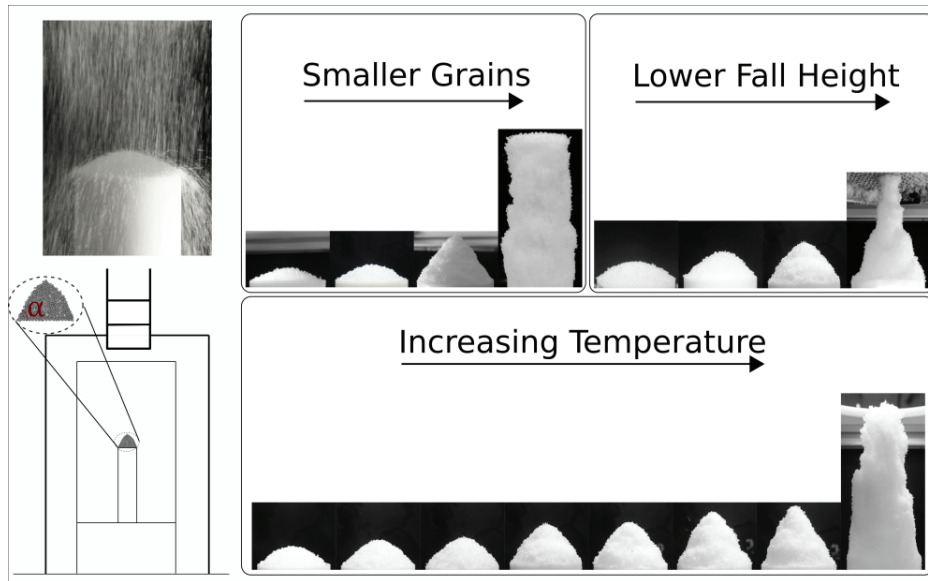 Smaller Grains
Lower Fall Height
α
Increasing Temperature